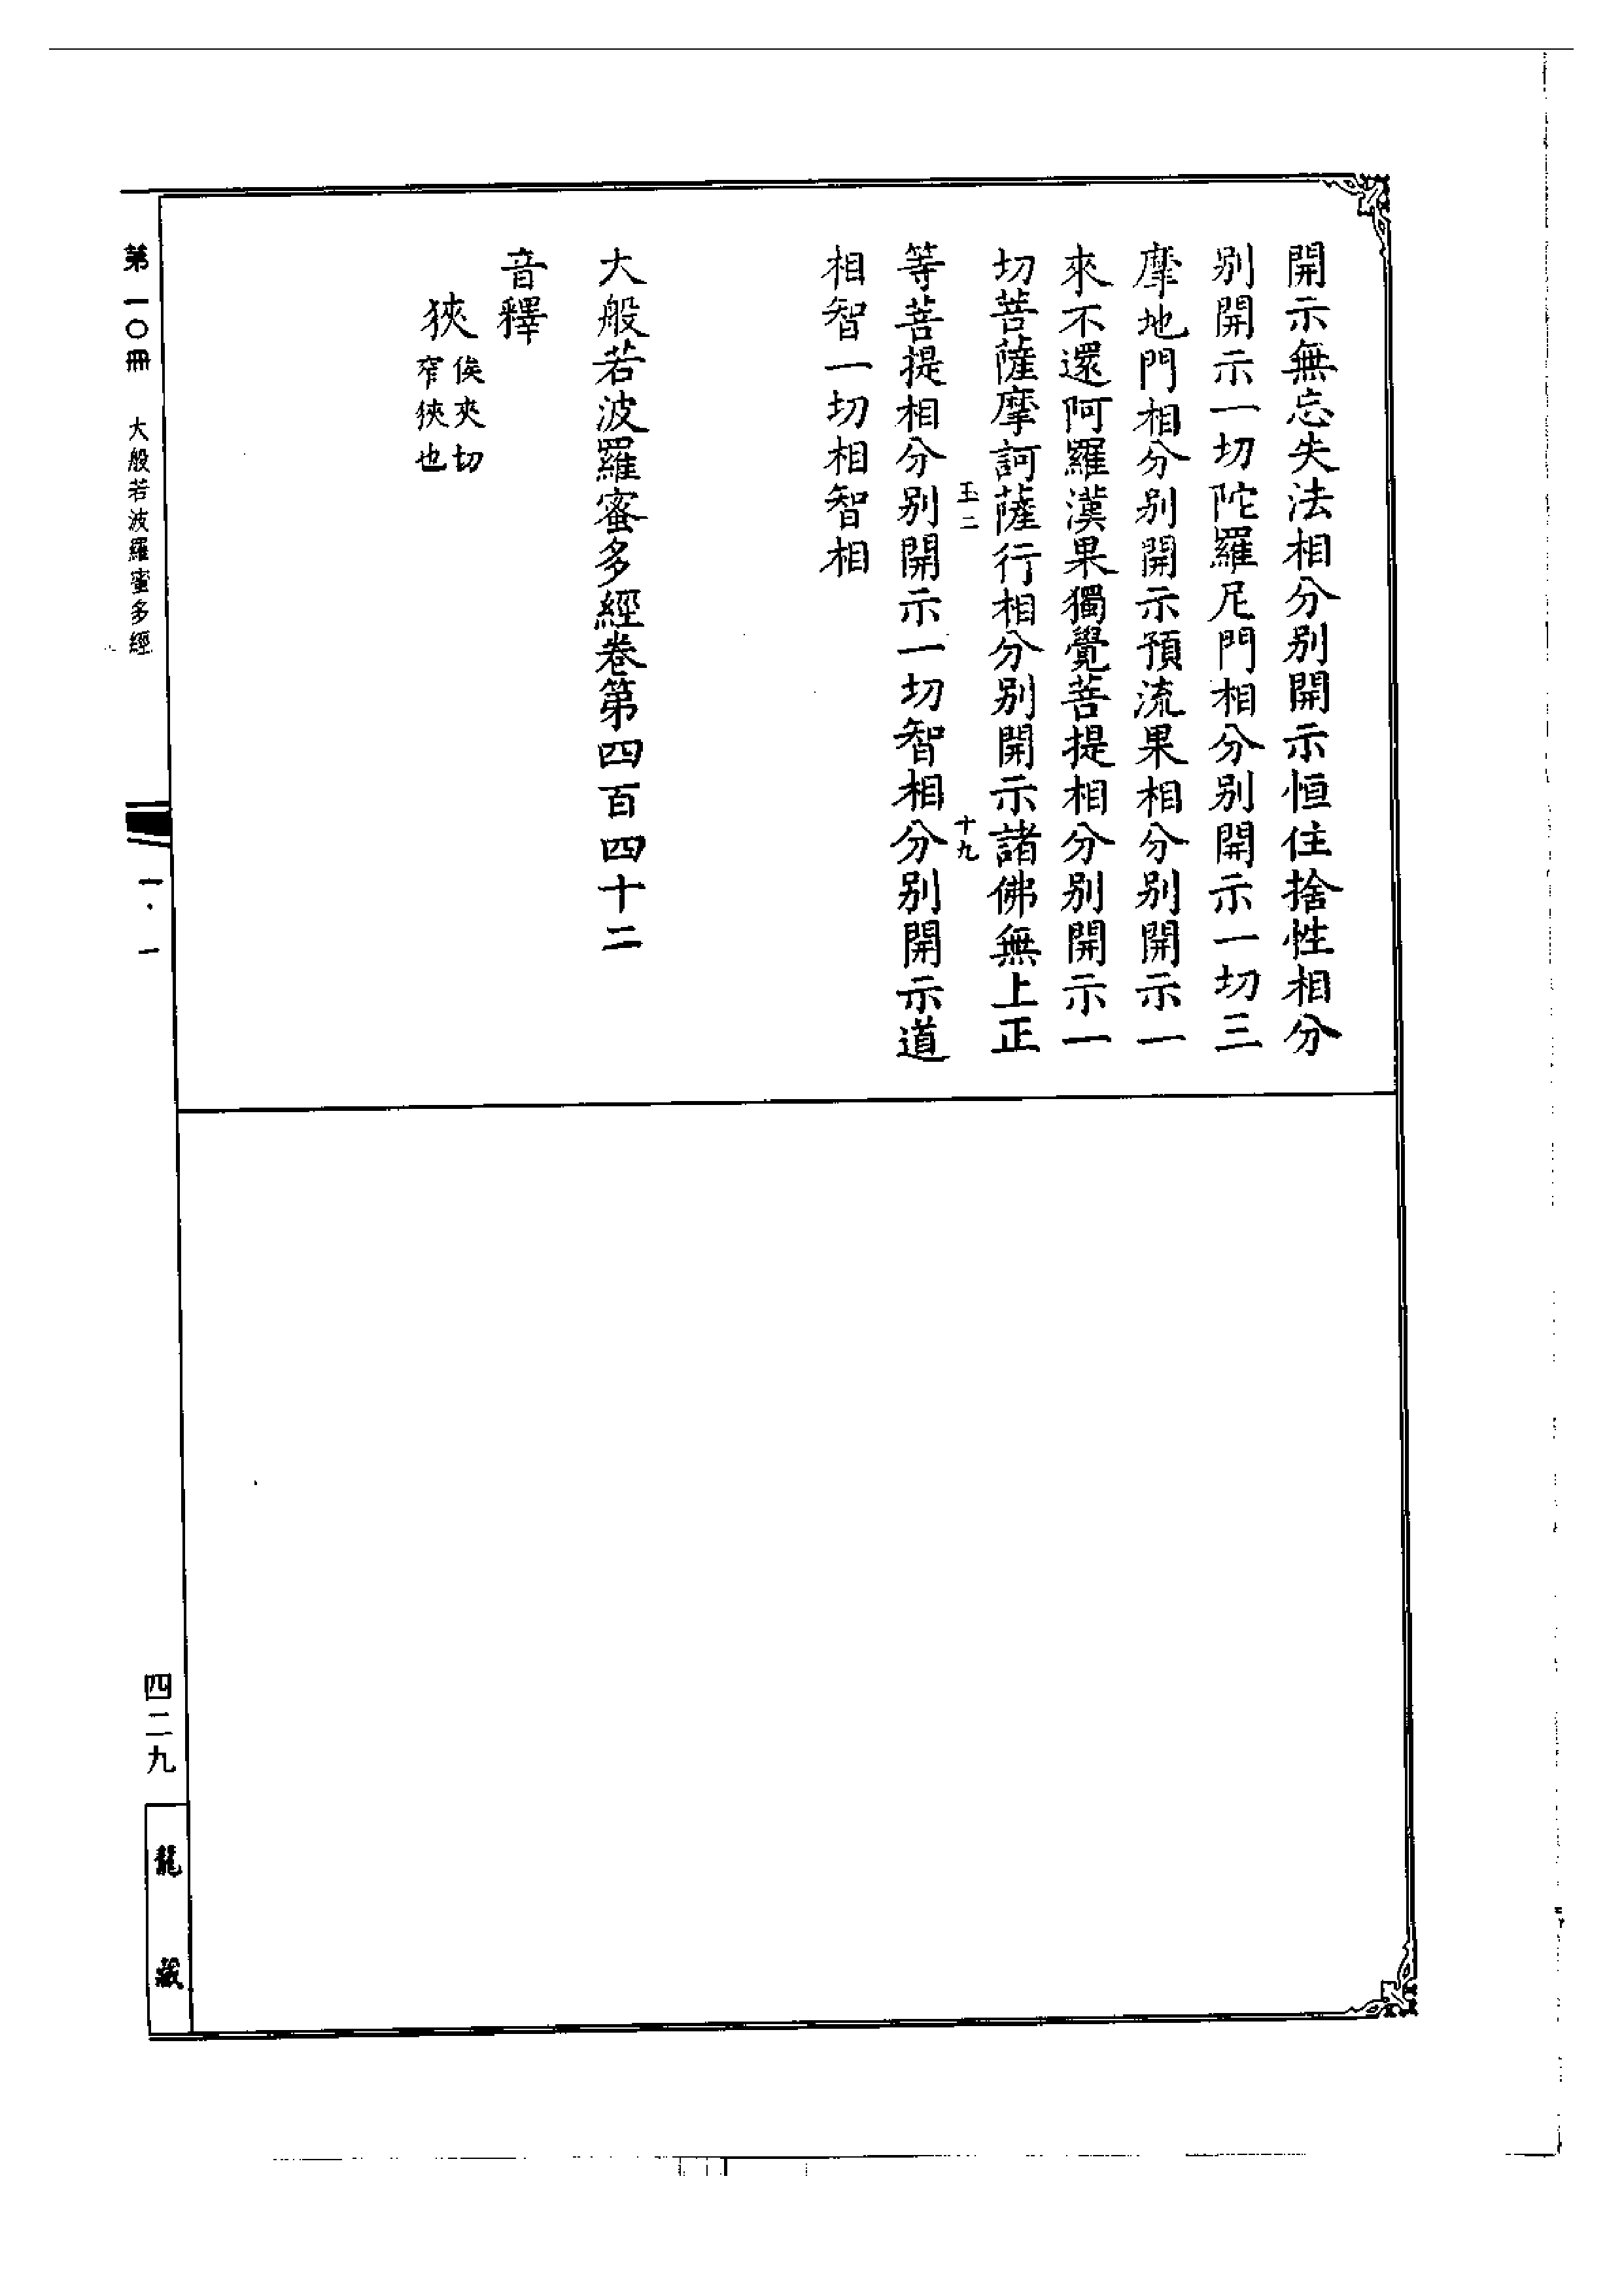 開示無忘失法相分別開示恒住捨性相分
別開示一切陀羅尼門相分別開示一切三
摩地門相分別開示預流果相分別開示一
來不還阿羅漢果獨覺菩提相分別開示一
切菩薩摩訶薩行相分別開示諸佛無上正
玉二 十九
等菩提相分別開示一切智相分別開示道
相智一切相智相
大般若波羅蜜多經卷第四百四十二
音釋
狹 侯夾切
窄狹也
第一〇冊 大般若波羅蜜多經 一·一 四二九 龍藏